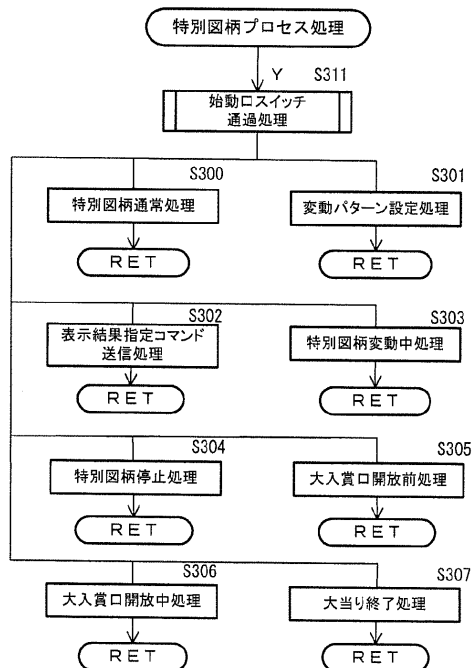 特別図柄プロセス処理
Y
S311
始動口スイッチ
通過処理
S300
特別図柄通常処理
RET
S301
変動パターン設定処理
RET
S302
表示結果指定コマンド
送信処理
RET
S303
特別図柄変動中処理
RET
S304
特別図柄停止処理
RET
S305
大入賞口開放前処理
RET
S306
大入賞口開放中処理
RET
S307
大当り終了処理
RET